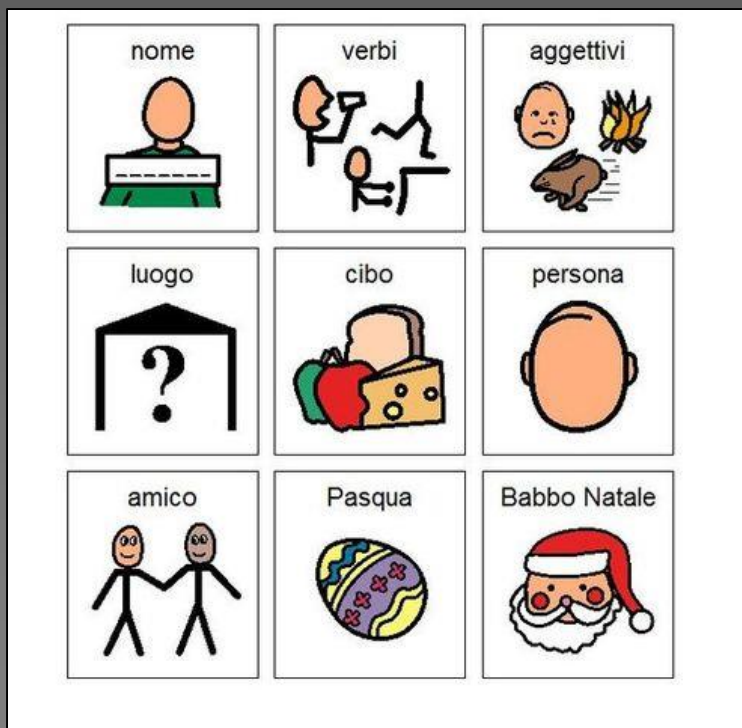 nome
verbi
aggettivi
luogo
?
cibo
persona
amico
Pasqua
Babbo Natale